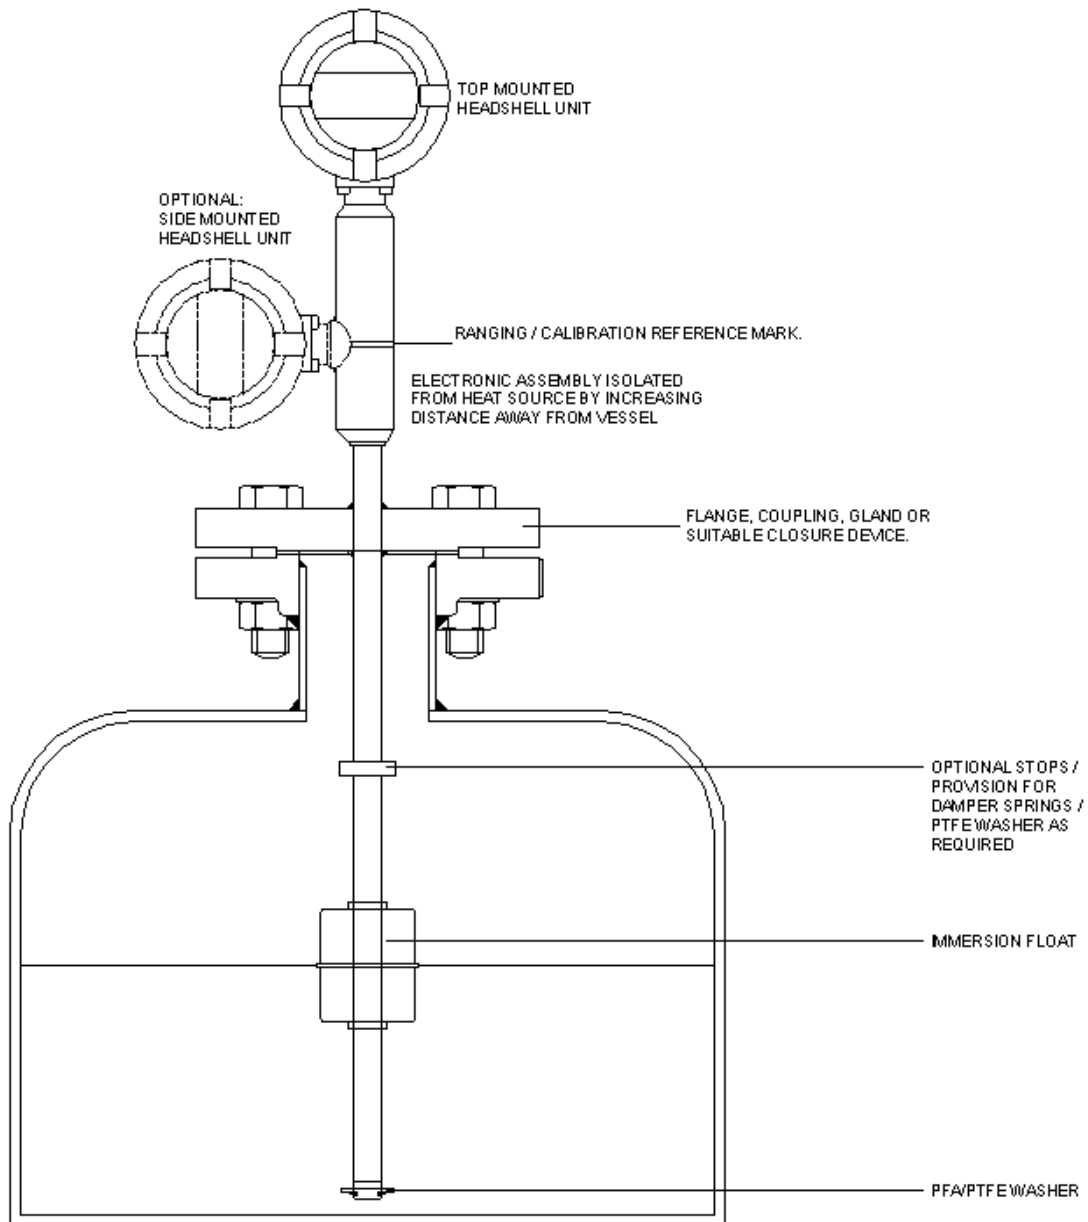 TOP MOUNTED
HEADSHELL UNIT
OPTIONAL:
SIDE MOUNTED
HEADSHELL UNIT
RANGING / CALIBRATION REFERENCE MARK.
ELECTRONIC ASSEMBLY ISOLATED
FROM HEAT SOURCE BY INCREASING
DISTANCE AWAY FROM VESSEL
FLANGE, COUPLING, GLAND OR
SUITABLE CLOSURE DEVICE.
OPTIONAL STOPS /
PROVISION FOR
DAMPER SPRINGS /
PTFE WASHER AS
REQUIRED
IMMERSION FLOAT
PFA/PTFE WASHER